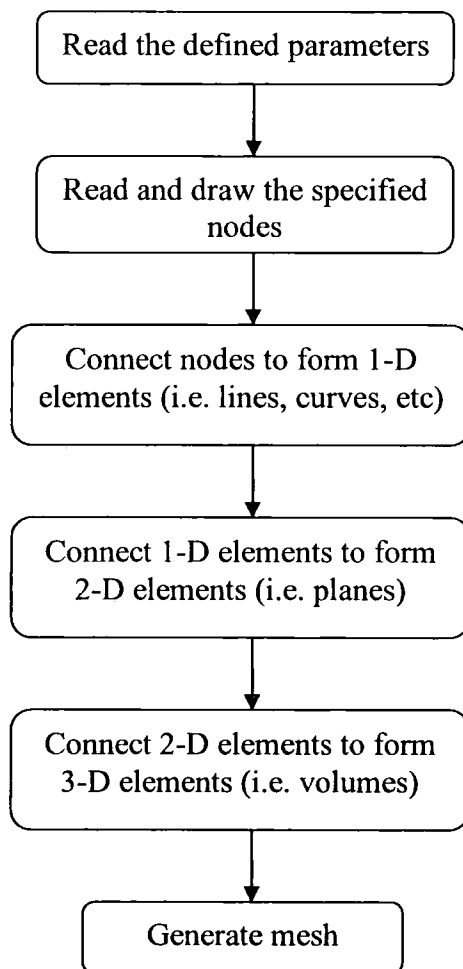 Read the defined parameters
Read and draw the specified
nodes
Connect nodes to form 1-D
elements (i.e. lines, curves, etc)
Connect 1-D elements to form
2-D elements (i.e. planes)
Connect 2-D elements to form
3-D elements (i.e. volumes)
Generate mesh